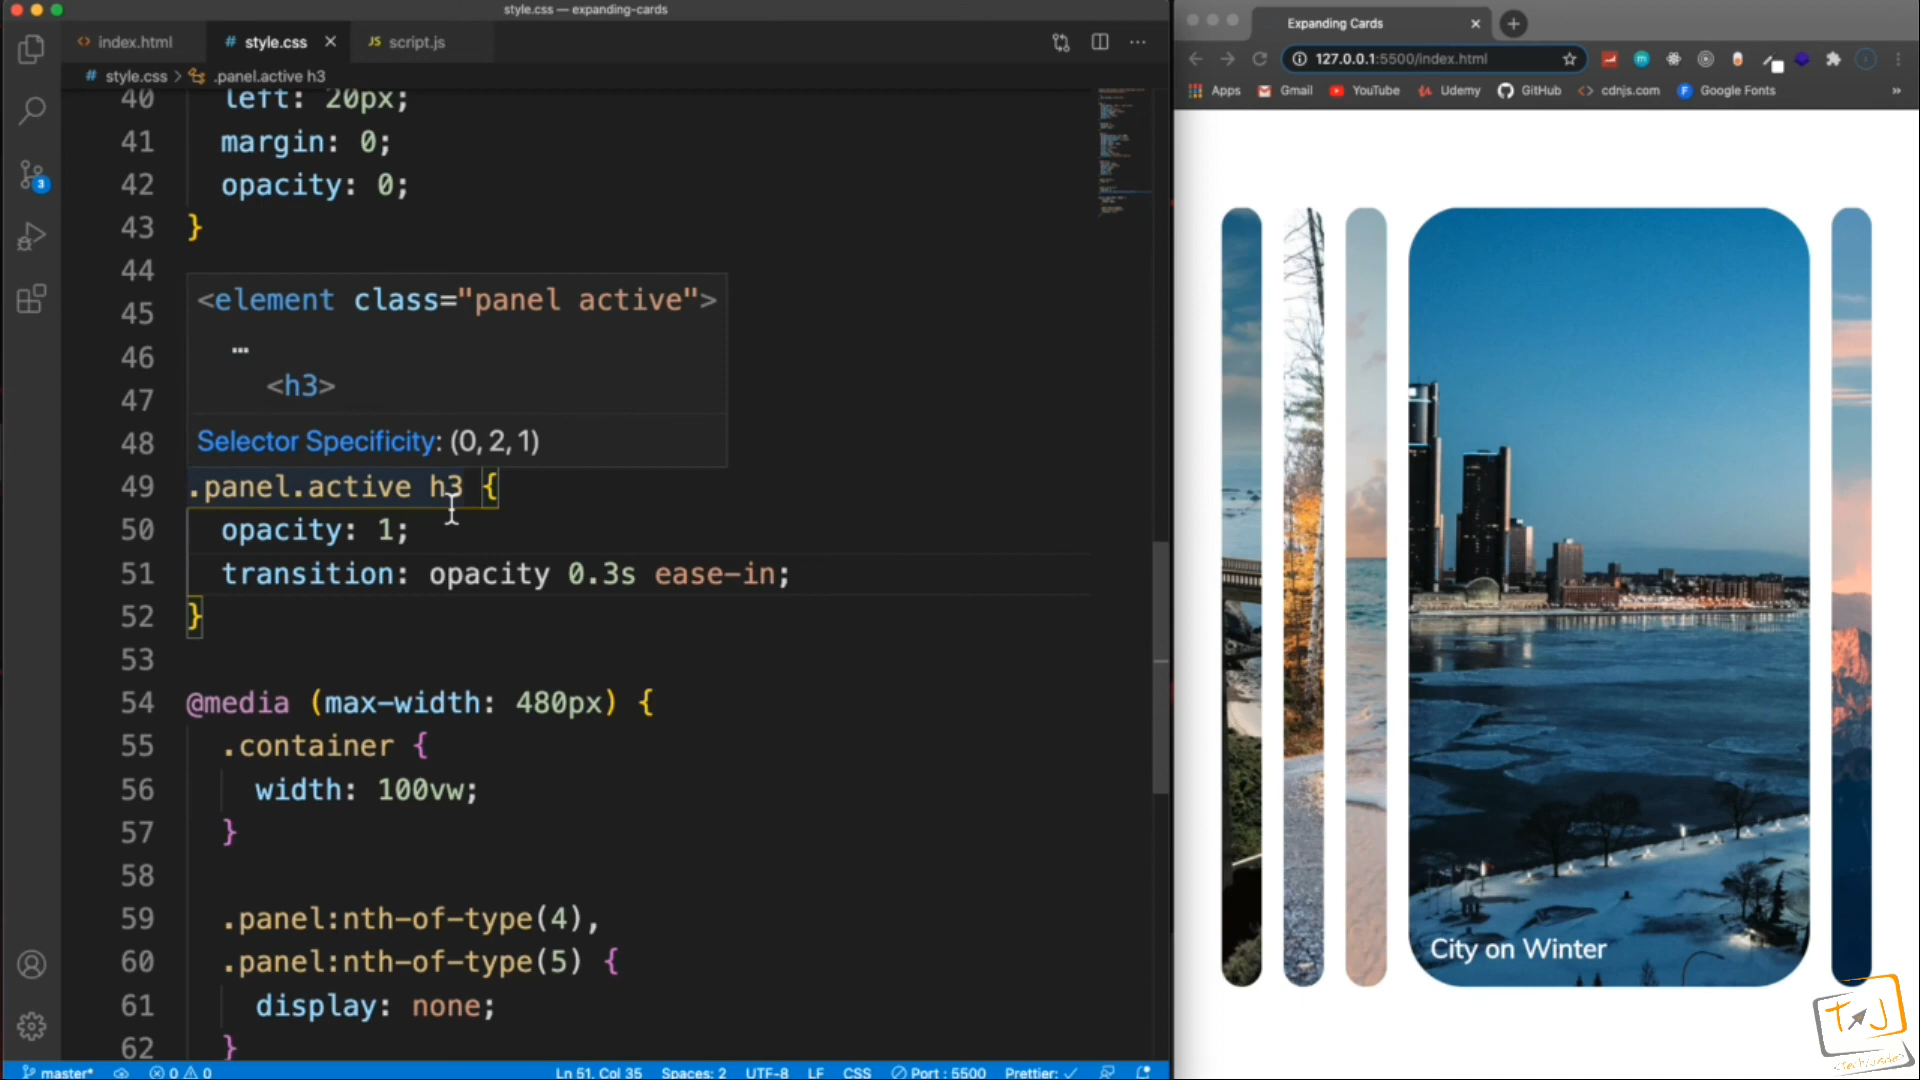 style.css — expanding-cards
index.html
# style.css
JS script.js
# style.css > .panel.active h3
40 left: 20px;
41 margin: 0;
42 opacity: 0;
43 }
44
<element class="panel active">
45
…
46
<h3>
47
Selector Specificity: (0, 2, 1)
48
49 .panel.active h3 {
50 opacity: 1;
51 transition: opacity 0.3s ease-in;
52 }
53
54 @media (max-width: 480px) {
55 .container {
56 width: 100vw;
57 }
58
59 .panel:nth-of-type(4),
60 .panel:nth-of-type(5) {
61 display: none;
62 }
3
master* 0 0 Ln 51, Col 35 Spaces: 2 UTF-8 LF CSS Port : 5500 Prettier: ✓
Expanding Cards
127.0.0.1:5500/index.html
Apps Gmail YouTube Udemy GitHub cdnjs.com Google Fonts »
City on Winter
T J